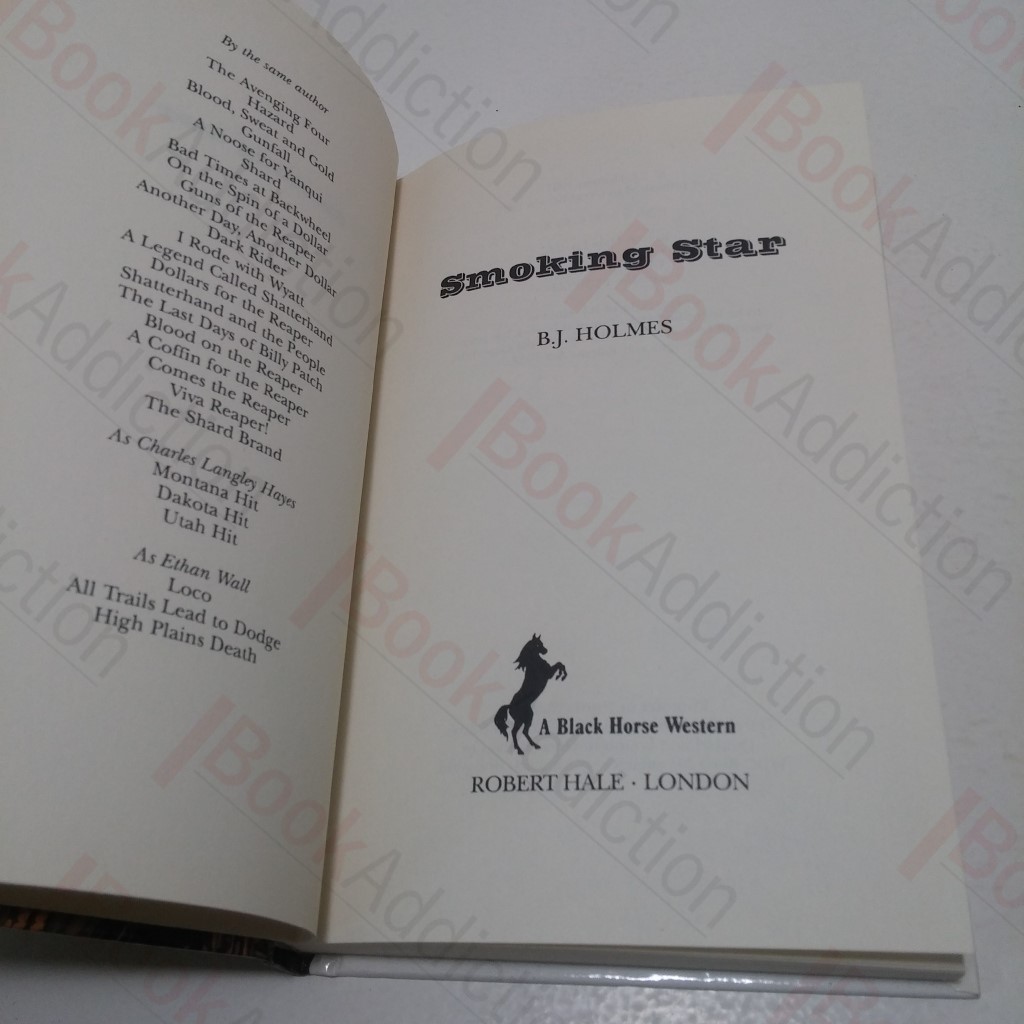 By the same author
The Avenging Four
Hazard
Blood, Sweat and Gold
Gunfall
A Noose for Yanqui
Shard
Bad Times at Backwheel
On the Spin of a Dollar
Guns of the Reaper
Another Day, Another Dollar
Dark Rider
I Rode with Wyatt
A Legend Called Shatterhand
Dollars for the Reaper
Shatterhand and the People
The Last Days of Billy Patch
Blood on the Reaper
A Coffin for the Reaper
Comes the Reaper
Viva Reaper!
The Shard Brand
As Charles Langley Hayes
Montana Hit
Dakota Hit
Utah Hit
As Ethan Wall
Loco
All Trails Lead to Dodge
High Plains Death
Smoking Star
B.J. HOLMES
A Black Horse Western
ROBERT HALE · LONDON
BookAddiction
BookAddiction
BookAddiction
BookAddiction
BookAddiction